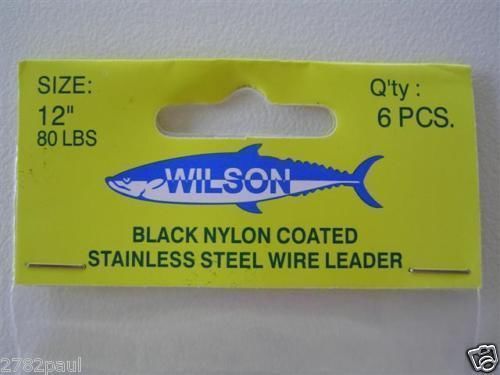 SIZE:
12"
80 LBS
Q'ty :
6 PCS.
WILSON
BLACK NYLON COATED
STAINLESS STEEL WIRE LEADER
2782paul